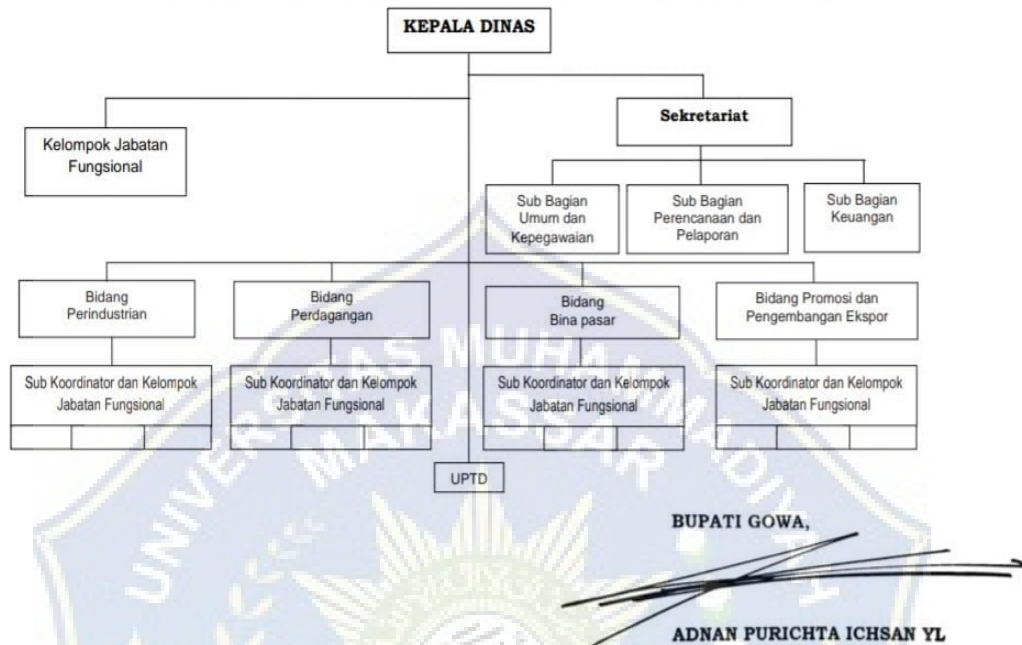 KEPALA DINAS
Kelompok Jabatan
Fungsional
Sekretariat
Sub Bagian
Umum dan
Kepegawaian
Sub Bagian
Perencanaan dan
Pelaporan
Sub Bagian
Keuangan
Bidang
Perindustrian
Bidang
Perdagangan
Bidang
Bina pasar
Bidang Promosi dan
Pengembangan Ekspor
Sub Koordinator dan Kelompok
Jabatan Fungsional
Sub Koordinator dan Kelompok
Jabatan Fungsional
Sub Koordinator dan Kelompok
Jabatan Fungsional
Sub Koordinator dan Kelompok
Jabatan Fungsional
UPTD
BUPATI GOWA,
ADNAN PURICHTA ICHSAN YL
UNIVERSITAS MUHAMMADIYAH
MAKASSAR